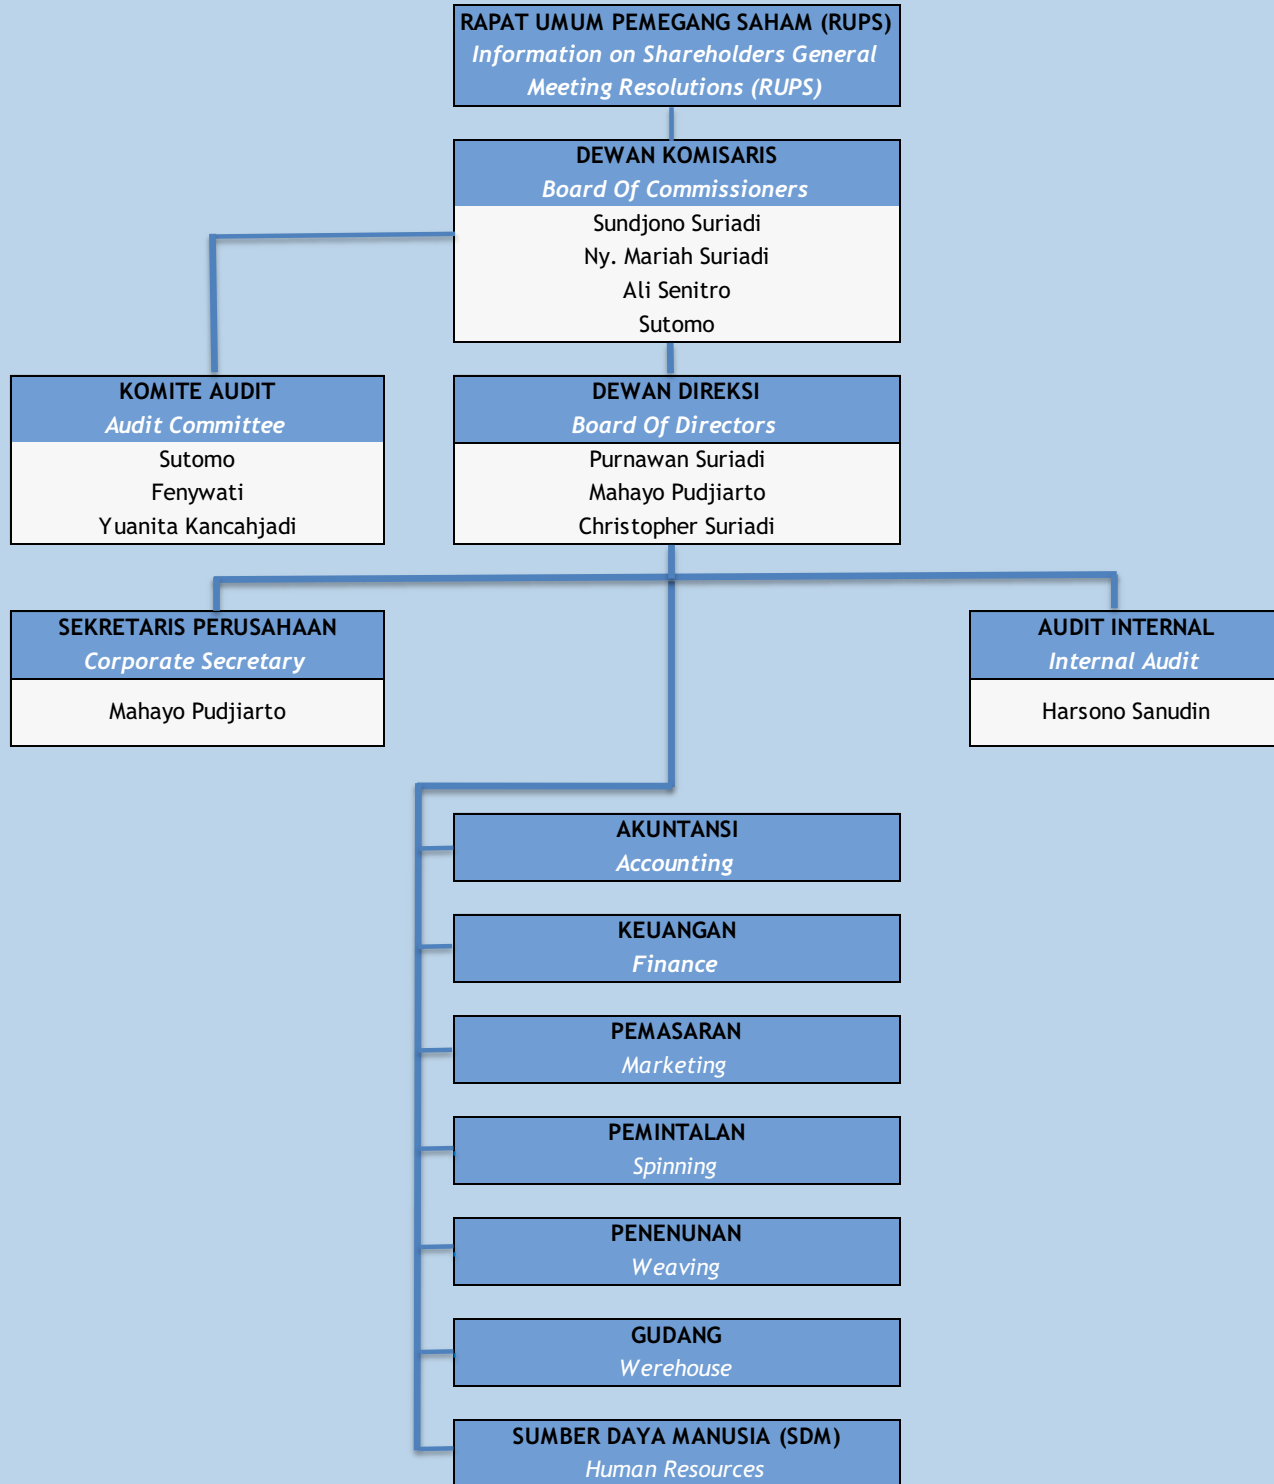 RAPAT UMUM PEMEGANG SAHAM (RUPS)
Information on Shareholders General
Meeting Resolutions (RUPS)
DEWAN KOMISARIS
Board Of Commissioners
Sundjono Suriadi
Ny. Mariah Suriadi
Ali Senitro
Sutomo
KOMITE AUDIT
Audit Committee
Sutomo
Fenywati
Yuanita Kancahjadi
DEWAN DIREKSI
Board Of Directors
Purnawan Suriadi
Mahayo Pudjiarto
Christopher Suriadi
SEKRETARIS PERUSAHAAN
Corporate Secretary
Mahayo Pudjiarto
AUDIT INTERNAL
Internal Audit
Harsono Sanudin
AKUNTANSI
Accounting
KEUANGAN
Finance
PEMASARAN
Marketing
PEMINTALAN
Spinning
PENENUNAN
Weaving
GUDANG
Werehouse
SUMBER DAYA MANUSIA (SDM)
Human Resources